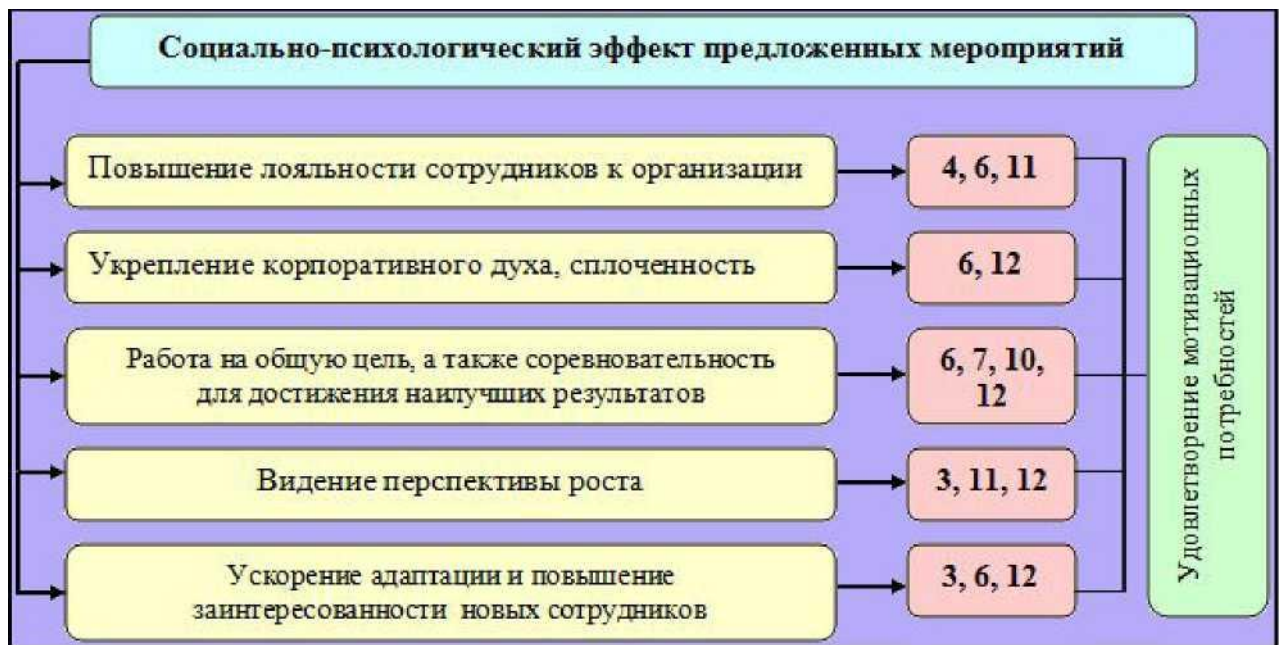 Социально-психологический эффект предложенных мероприятий
Повышение лояльности сотрудников к организации
4, 6, 11
Укрепление корпоративного духа, сплоченность
6, 12
Работа на общую цель, а также соревновательность
для достижения наилучших результатов
6, 7, 10,
12
Видение перспективы роста
3, 11, 12
Ускорение адаптации и повышение
заинтересованности новых сотрудников
3, 6, 12
Удовлетворение мотивационных
потребностей